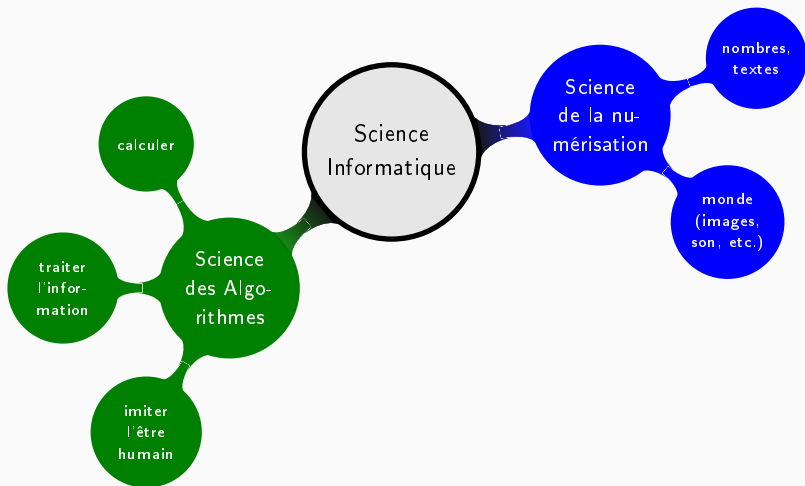 Science
Informatique
Science
de la nu-
mérisation
nombres,
textes
monde
(images,
son, etc.)
Science
des Algo-
rithmes
calculer
traiter
l'infor-
mation
imiter
l'être
humain